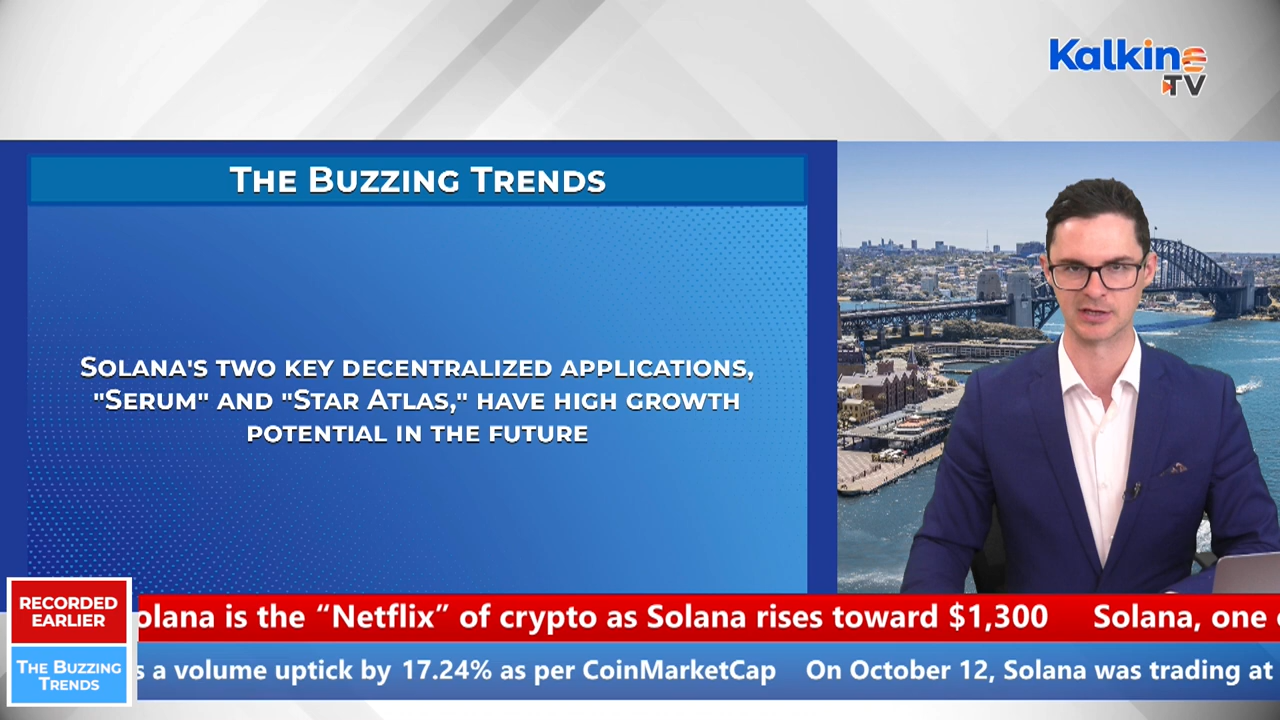 Kalkine
TV
THE BUZZING TRENDS
SOLANA'S TWO KEY DECENTRALIZED APPLICATIONS,
"SERUM" AND "STAR ATLAS," HAVE HIGH GROWTH
POTENTIAL IN THE FUTURE
RECORDED
EARLIER
olana is the “Netflix” of crypto as Solana rises toward $1,300 Solana, one
THE BUZZING
TRENDS
s a volume uptick by 17.24% as per CoinMarketCap On October 12, Solana was trading at